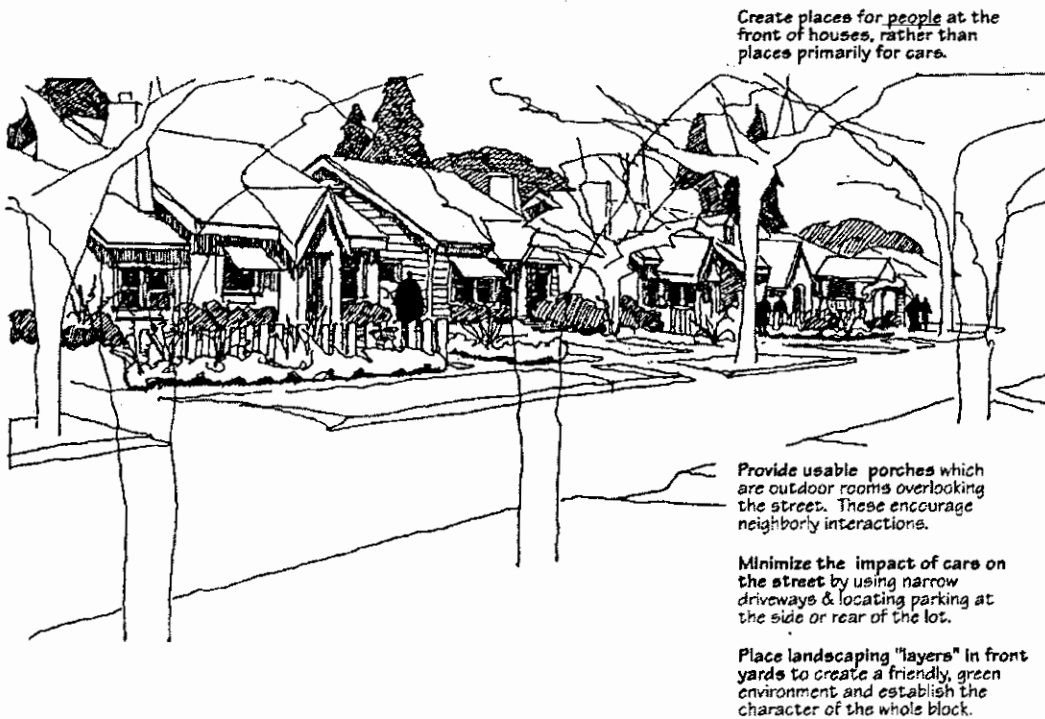 Create places for people at the
front of houses, rather than
places primarily for cars.
Provide usable porches which
are outdoor rooms overlooking
the street. These encourage
neighborly interactions.
Minimize the impact of cars on
the street by using narrow
driveways & locating parking at
the side or rear of the lot.
Place landscaping "layers" in front
yards to create a friendly, green
environment and establish the
character of the whole block.